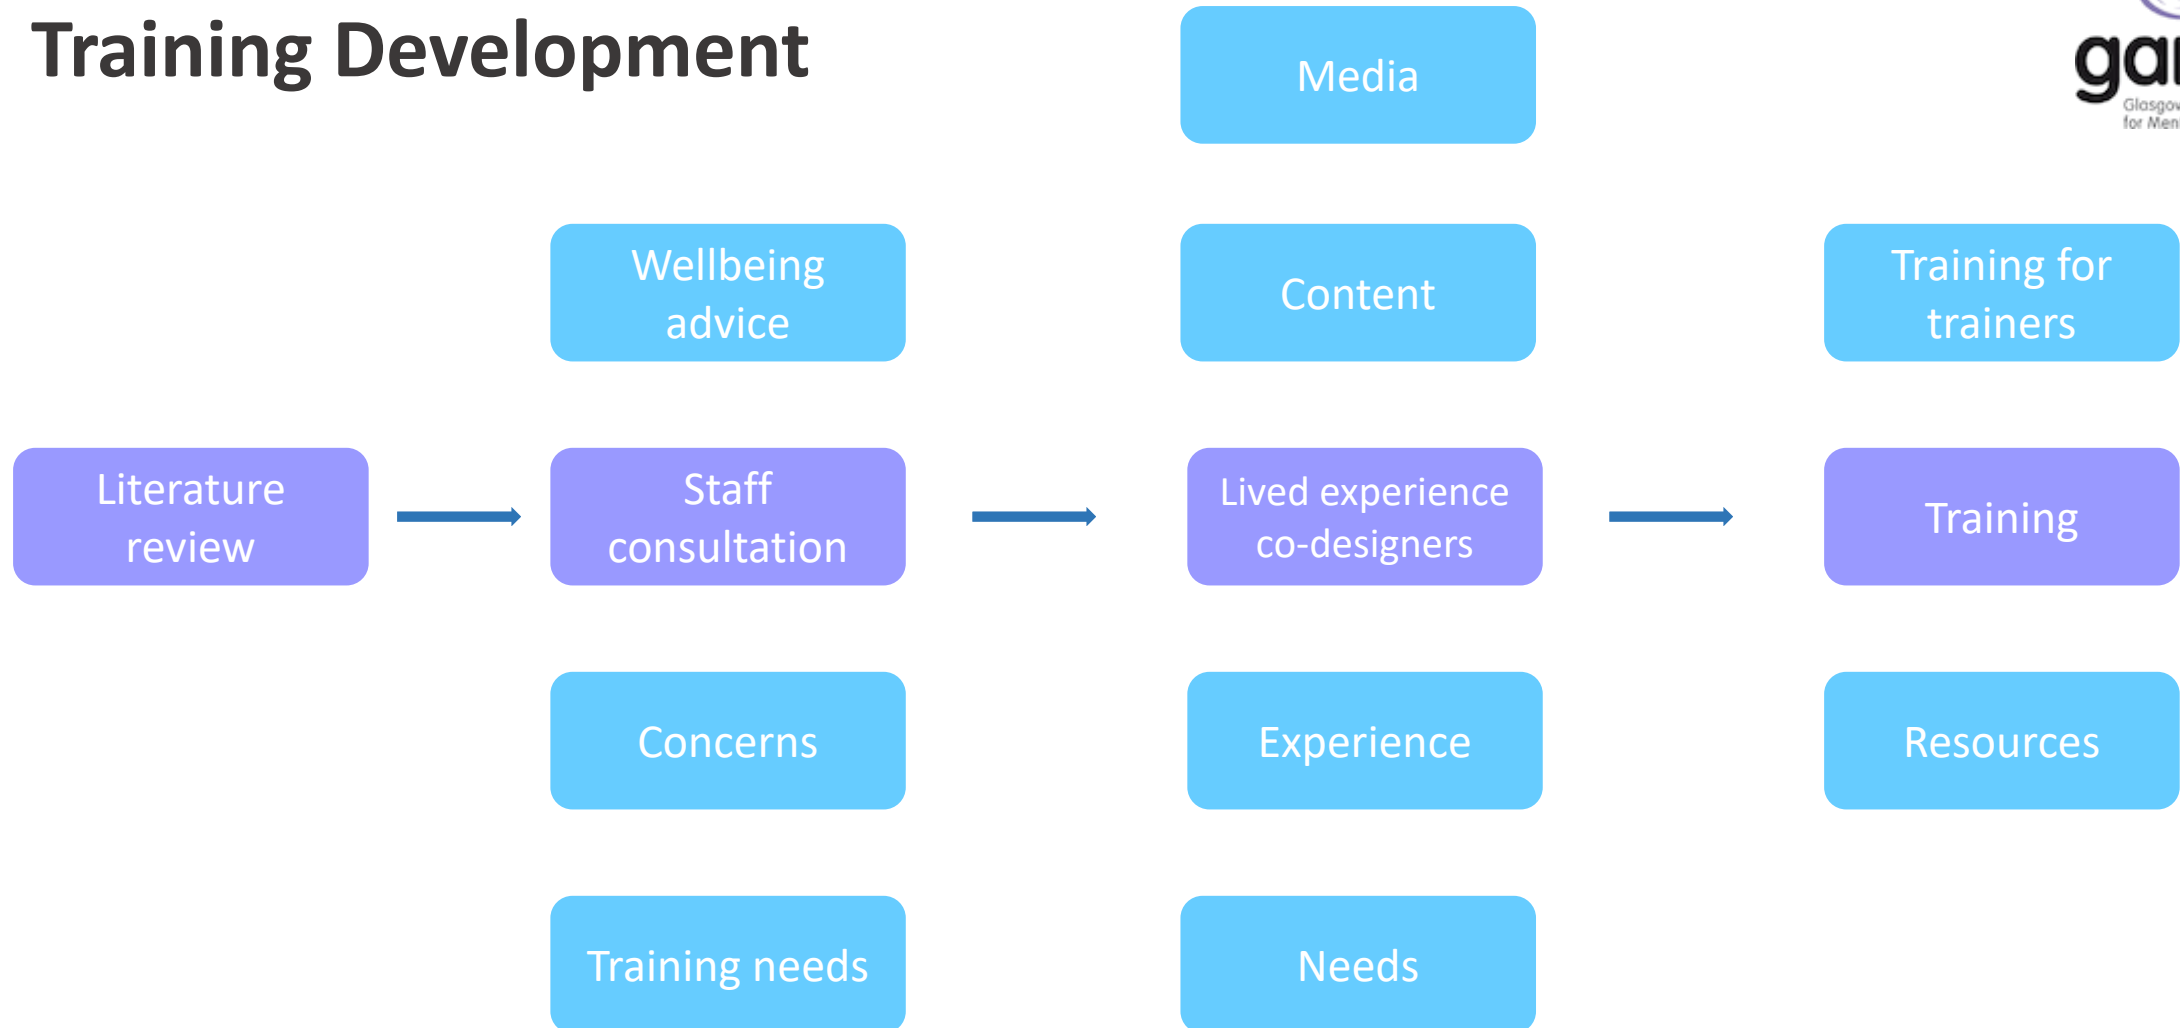 Training Development
Media
Wellbeing
advice
Content
Training for
trainers
Literature
review
Staff
consultation
Lived experience
co-designers
Training
Concerns
Experience
Resources
Training needs
Needs